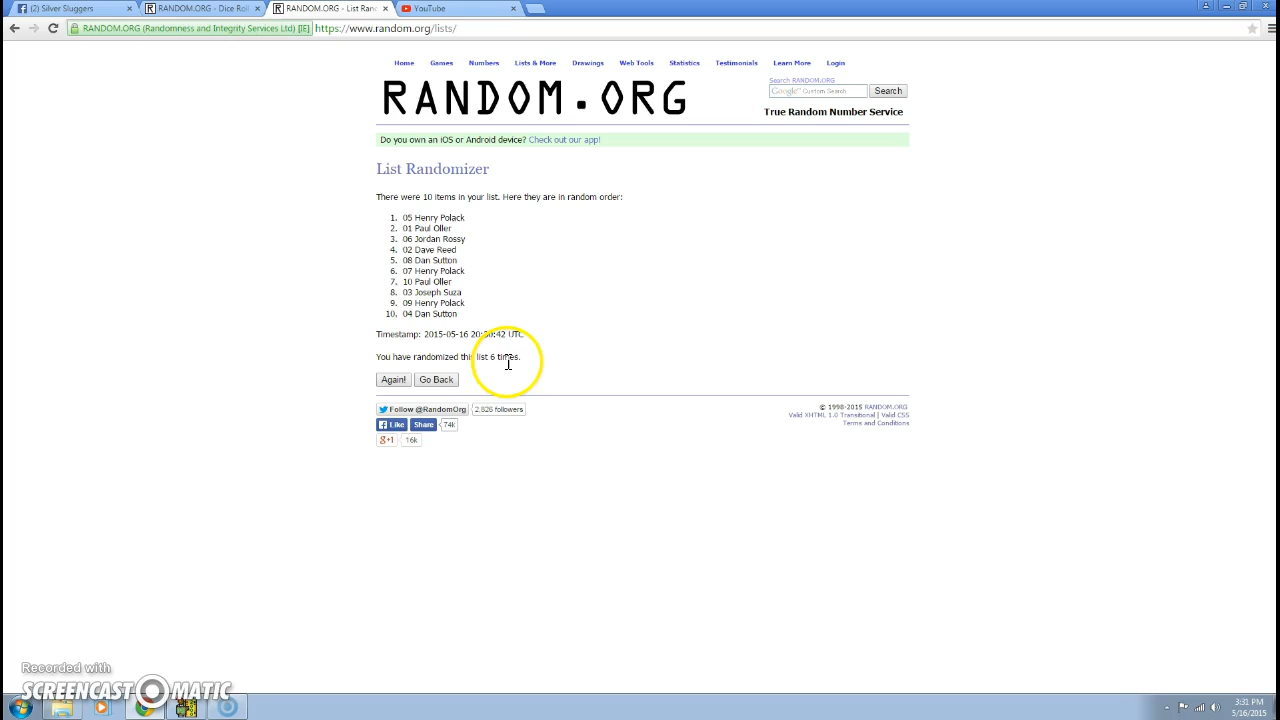 (2) Silver Sluggers
RANDOM.ORG - Dice Roll
RANDOM.ORG - List Rand
YouTube
RANDOM.ORG (Randomness and Integrity Services Ltd) [IE]
https://www.random.org/lists/
Home Games Numbers Lists & More Drawings Web Tools Statistics Testimonials Learn More Login
RANDOM.ORG
Search RANDOM.ORG
Google™ Custom Search
Search
True Random Number Service
Do you own an iOS or Android device? Check out our app!
List Randomizer
There were 10 items in your list. Here they are in random order:
1. 05 Henry Polack
2. 01 Paul Oller
3. 06 Jordan Rossy
4. 02 Dave Reed
5. 08 Dan Sutton
6. 07 Henry Polack
7. 10 Paul Oller
8. 03 Joseph Suza
9. 09 Henry Polack
10. 04 Dan Sutton
Timestamp: 2015-05-16 20:30:42 UTC
You have randomized this list 6 times.
Again! Go Back
Follow @RandomOrg 2,826 followers
Like Share 74k
g+1 16k
© 1998-2015 RANDOM.ORG
Valid XHTML 1.0 Transitional | Valid CSS
Terms and Conditions
Recorded with
SCREENCAST-O-MATIC
3:31 PM
5/16/2015